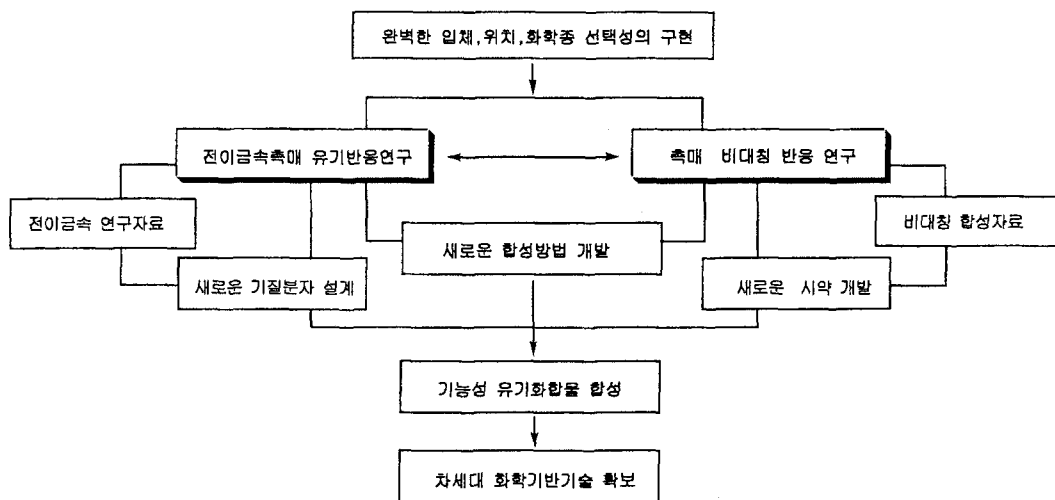 완벽한 입체,위치,화학종 선택성의 구현
전이금속촉매 유기반응연구
촉매 비대칭 반응 연구
전이금속 연구자료
새로운 합성방법 개발
비대칭 합성자료
새로운 기질분자 설계
새로운 시약 개발
기능성 유기화합물 합성
차세대 화학기반기술 확보